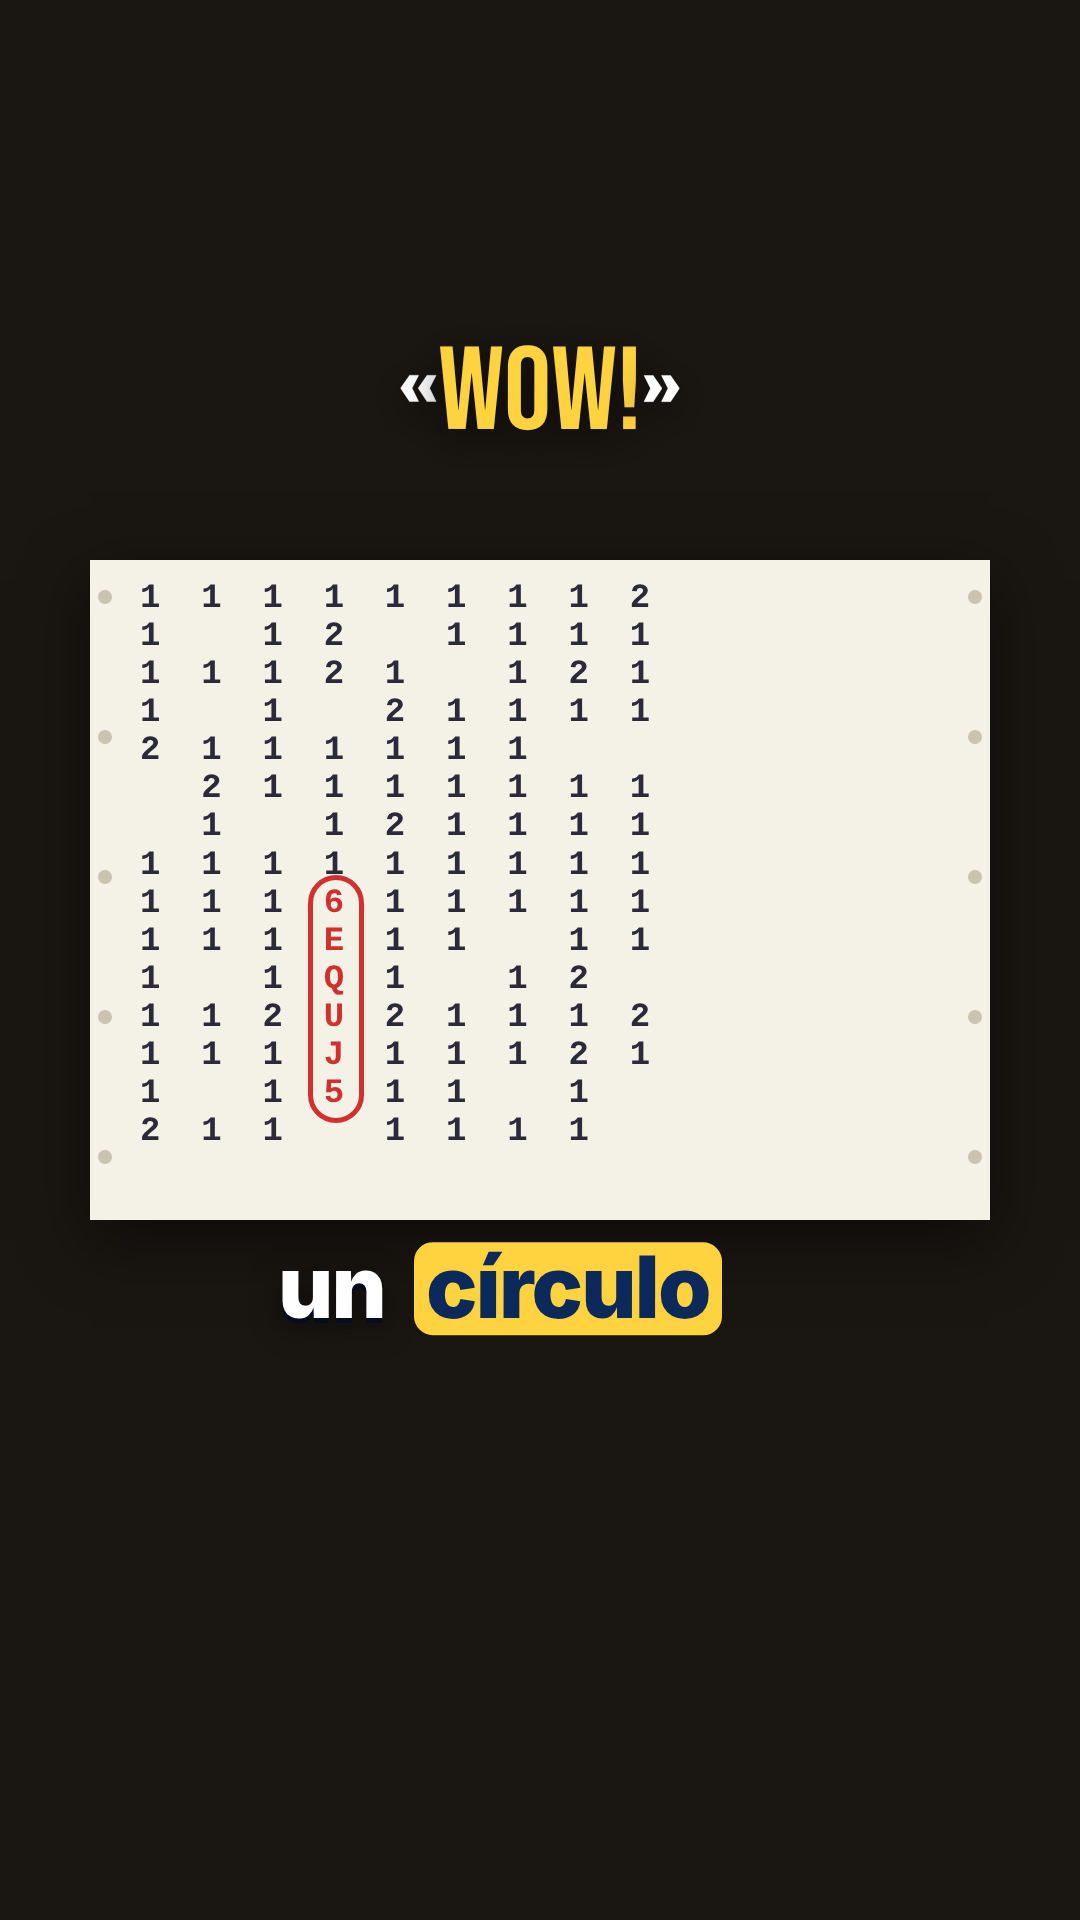 «WOW!»
1 1 1 1 1 1 1 1 2
1 1 2 1 1 1 1
1 1 1 2 1 1 2 1
1 1 2 1 1 1 1
2 1 1 1 1 1 1
2 1 1 1 1 1 1 1
1 1 2 1 1 1 1
1 1 1 1 1 1 1 1 1
1 1 1 6 1 1 1 1 1
1 1 1 E 1 1 1 1
1 1 Q 1 1 2
1 1 2 U 2 1 1 1 2
1 1 1 J 1 1 1 2 1
1 1 5 1 1 1
2 1 1 1 1 1 1
un círculo